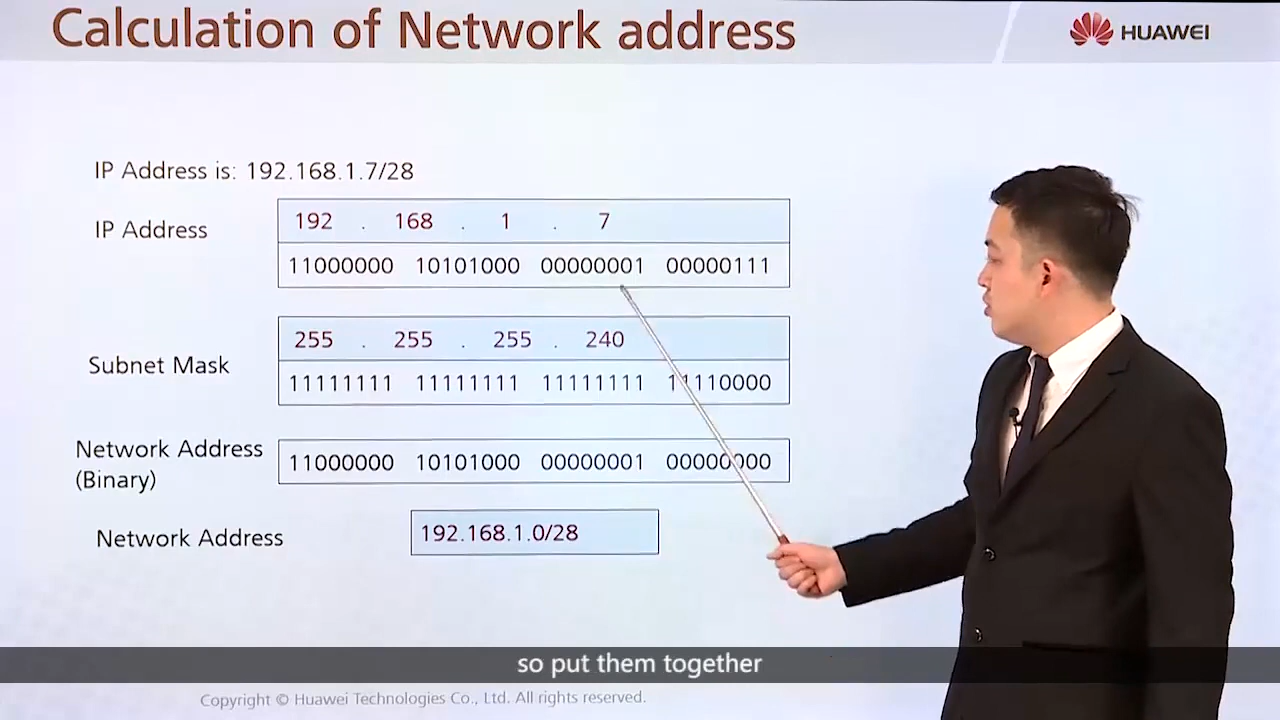 Calculation of Network address
HUAWEI
IP Address is: 192.168.1.7/28
IP Address
192 . 168 . 1 . 7
11000000 10101000 00000001 00000111
Subnet Mask
255 . 255 . 255 . 240
11111111 11111111 11111111 11110000
Network Address
(Binary)
11000000 10101000 00000001 00000000
Network Address
192.168.1.0/28
so put them together
Copyright © Huawei Technologies Co., Ltd. All rights reserved.